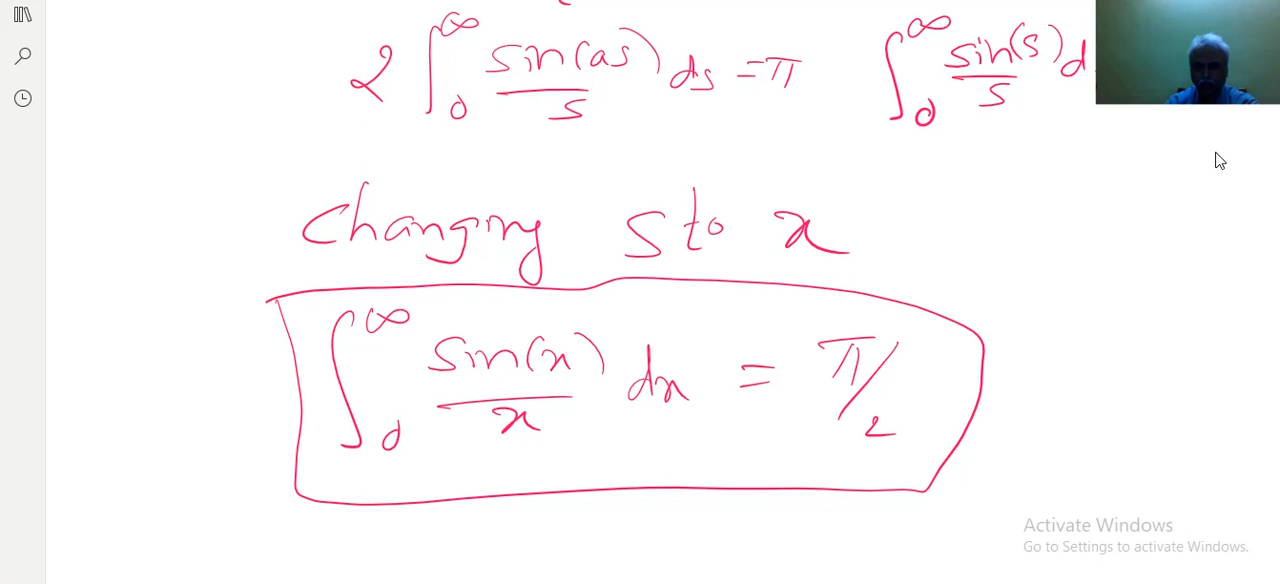 2 ∫₀^∞ sin(as)/s ds = π ∫₀^∞ sin(s)/s d
Changing s to x
∫₀^∞ sin(x)/x dx = π/2
Activate Windows
Go to Settings to activate Windows.